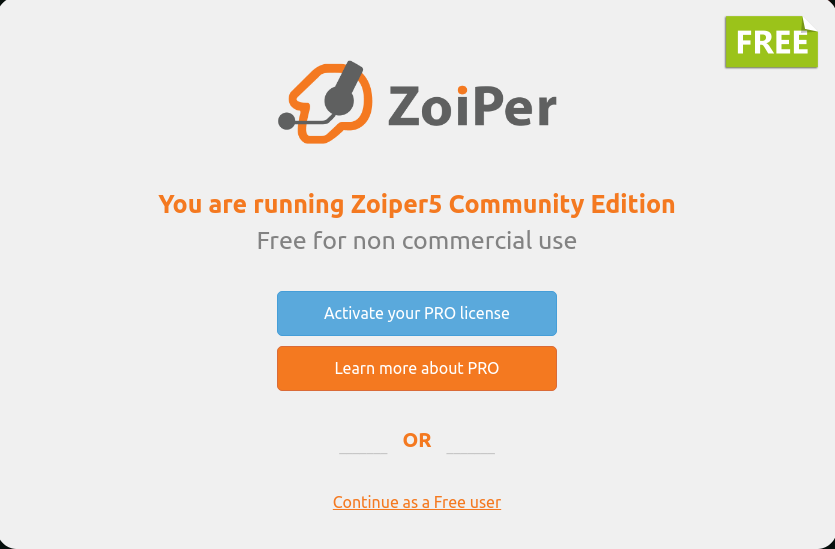 FREE
ZoiPer
You are running Zoiper5 Community Edition
Free for non commercial use
Activate your PRO license
Learn more about PRO
OR
Continue as a Free user